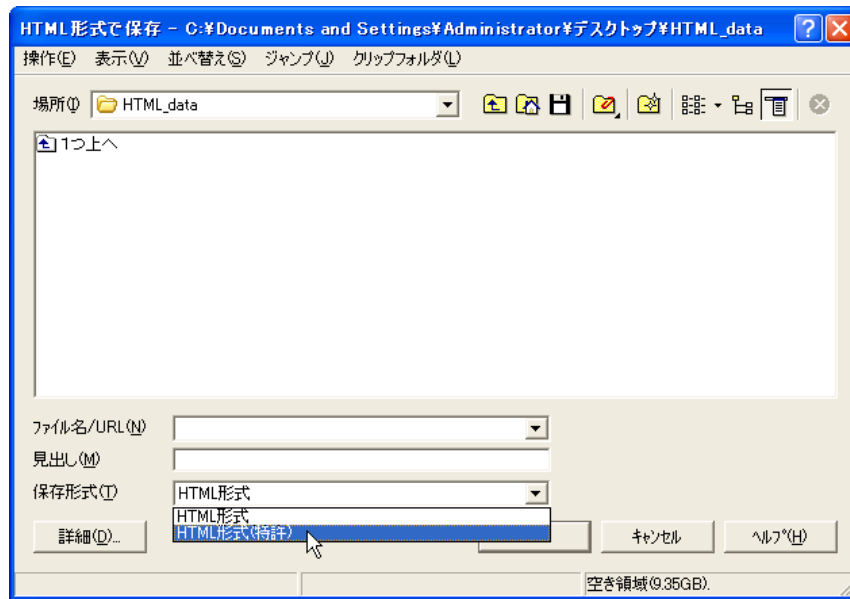 HTML形式で保存 - C:¥Documents and Settings¥Administrator¥デスクトップ¥HTML_data
操作(E) 表示(V) 並べ替え(S) ジャンプ(J) クリップフォルダ(L)
場所(I) HTML_data
1つ上へ
ファイル名/URL(N)
見出し(M)
保存形式(T) HTML形式
HTML形式
HTML形式(特許)
詳細(D)... キャンセル ヘルプ(H)
空き領域(9.35GB).